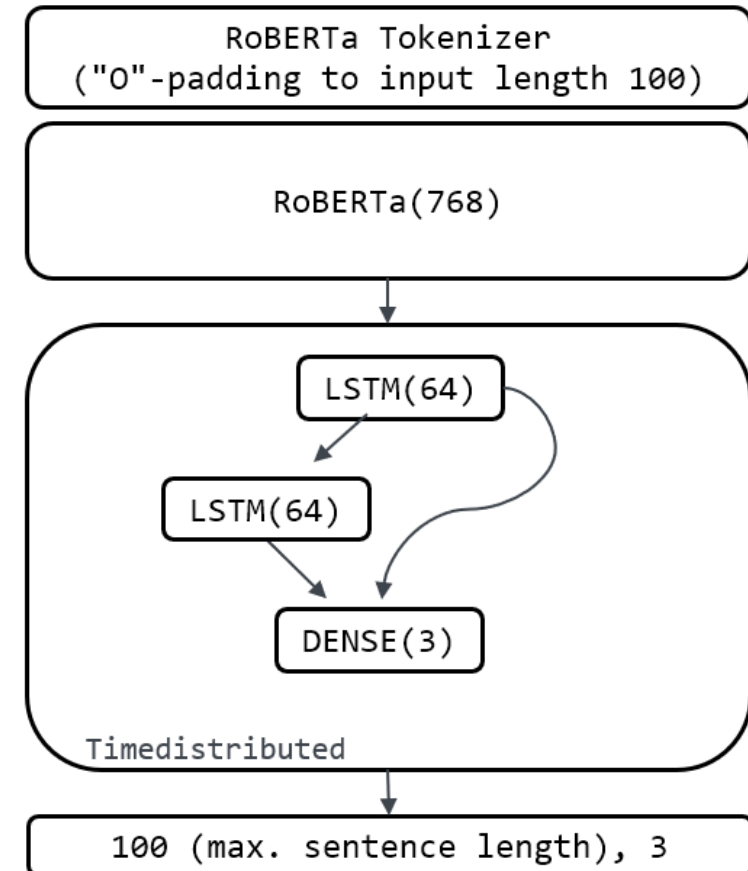 RoBERTa Tokenizer
("O"-padding to input length 100)
RoBERTa(768)
LSTM(64)
LSTM(64)
DENSE(3)
Timedistributed
100 (max. sentence length), 3